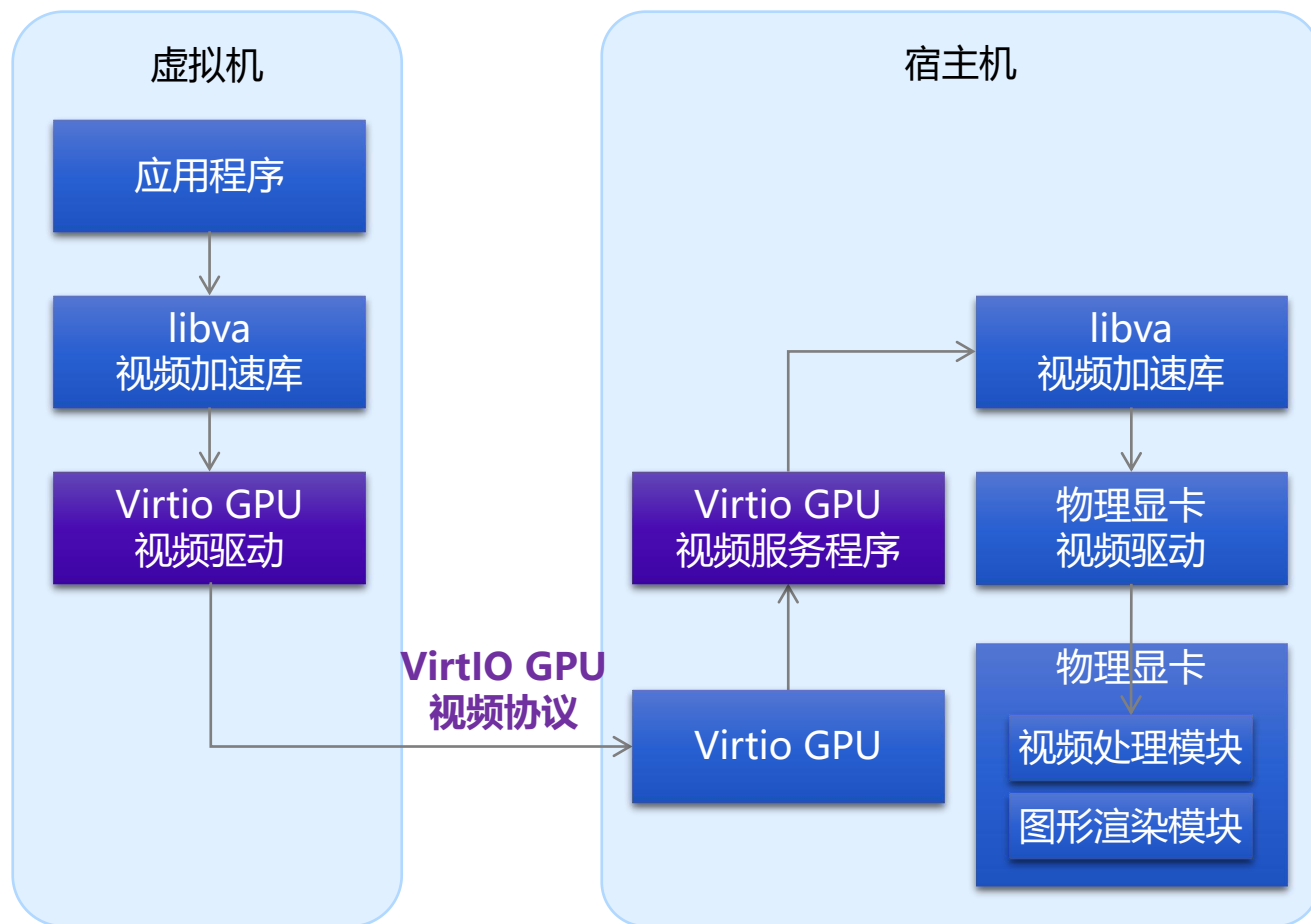 虚拟机
应用程序
libva
视频加速库
Virtio GPU
视频驱动
VirtIO GPU
视频协议
宿主机
Virtio GPU
Virtio GPU
视频服务程序
libva
视频加速库
物理显卡
视频驱动
物理显卡
视频处理模块
图形渲染模块